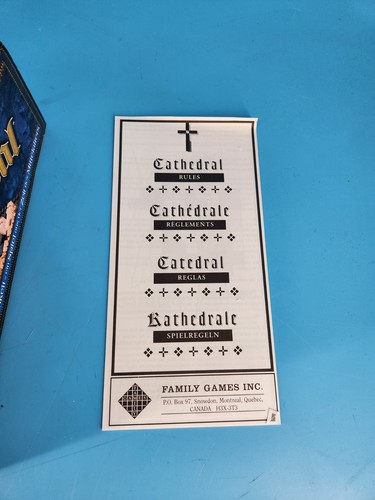 Cathedral
RULES
Cathédrale
RÈGLEMENTS
Catedral
REGLAS
Kathedrale
SPIELREGELN
FAMILY GAMES INC.
P.O. Box 97, Snowdon, Montreal, Quebec,
CANADA H3X-3T3